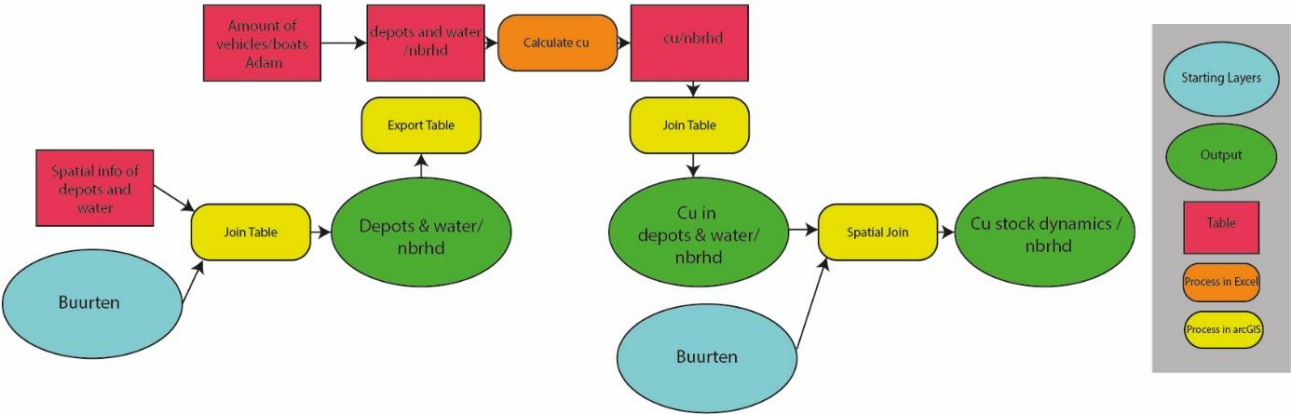 Amount of
vehicles/boats
Adam
depots and water
/nbrhd
Calculate cu
cu/nbrhd
Export Table
Join Table
Spatial info of
depots and
water
Join Table
Depots & water/
nbrhd
Cu in
depots & water/
nbrhd
Spatial Join
Cu stock dynamics /
nbrhd
Buurten
Buurten
Starting Layers
Output
Table
Process in Excel
Process in arcGIS